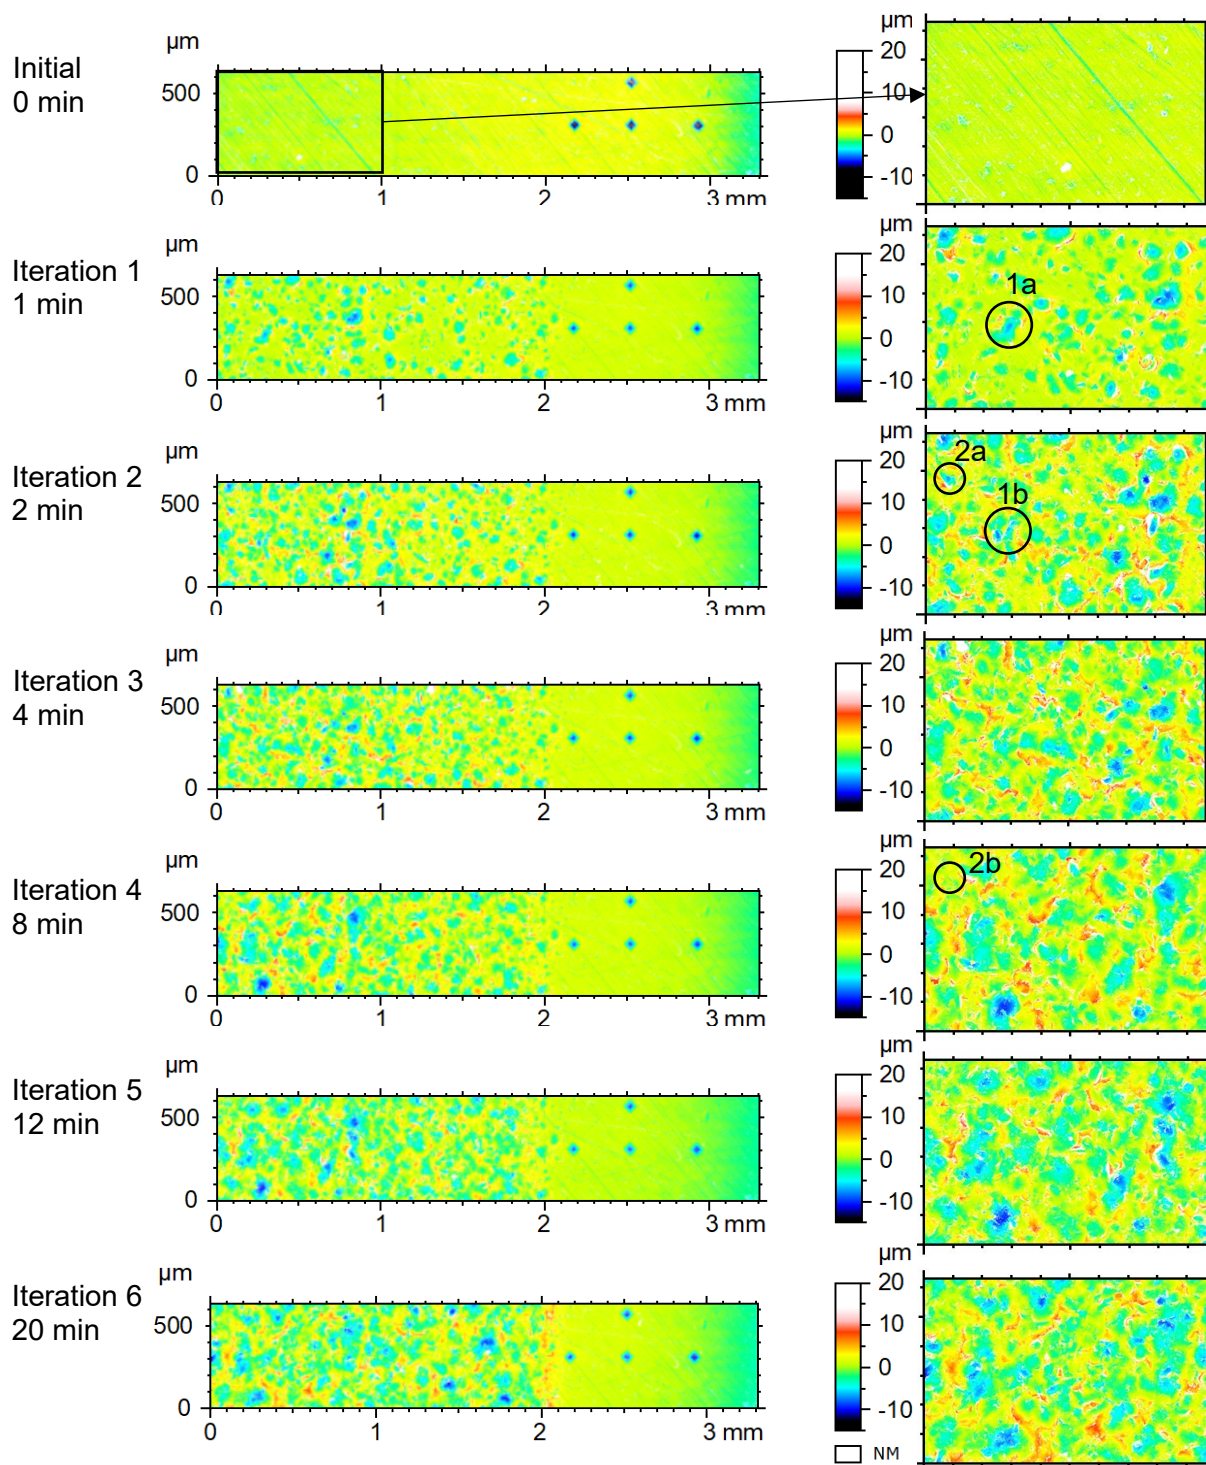 Initial
0 min
µm
500
0
0 1 2 3 mm
µm
20
10
0
-10
Iteration 1
1 min
µm
500
0
0 1 2 3 mm
µm
20
10
0
-10
1a
Iteration 2
2 min
µm
500
0
0 1 2 3 mm
µm
20
10
0
-10
2a
1b
Iteration 3
4 min
µm
500
0
0 1 2 3 mm
µm
20
10
0
-10
Iteration 4
8 min
µm
500
0
0 1 2 3 mm
µm
20
10
0
-10
2b
Iteration 5
12 min
µm
500
0
0 1 2 3 mm
µm
20
10
0
-10
Iteration 6
20 min
µm
500
0
0 1 2 3 mm
µm
20
10
0
-10
NM